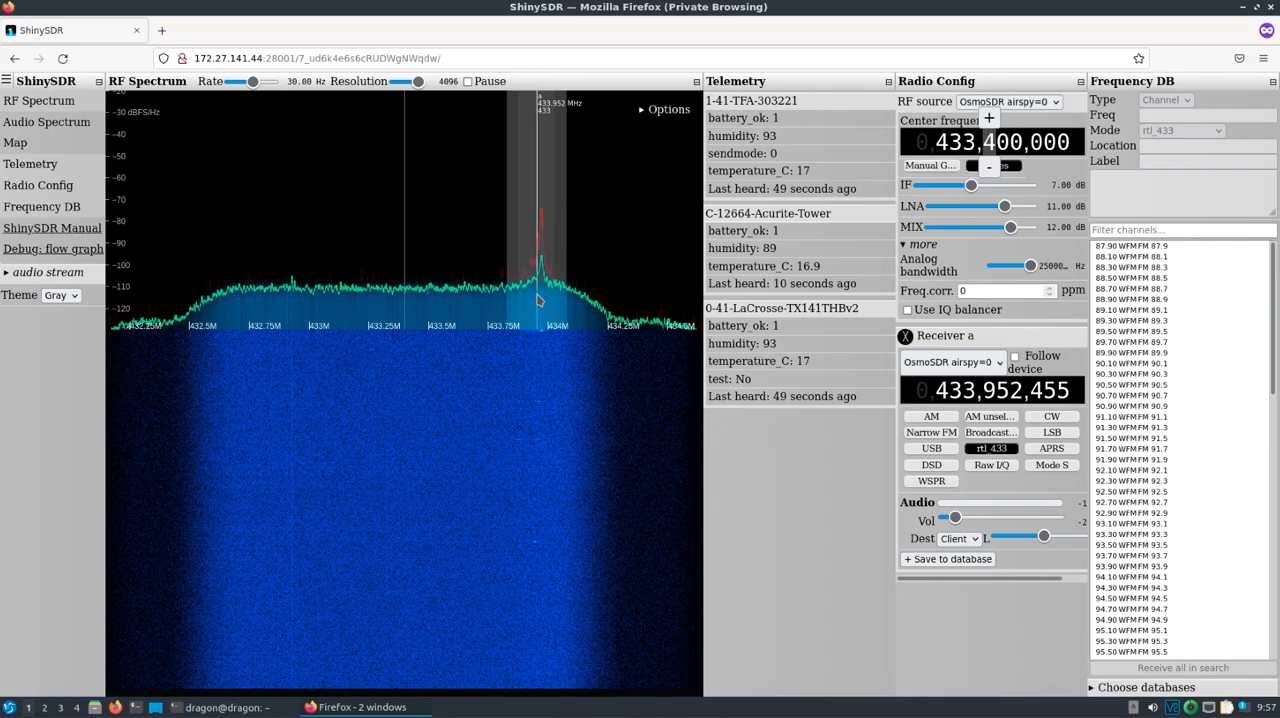 ShinySDR — Mozilla Firefox (Private Browsing)
ShinySDR
172.27.141.44:28001/7_ud6k4e6s6cRUDWgNWqdw/
ShinySDR
RF Spectrum
Audio Spectrum
Map
Telemetry
Radio Config
Frequency DB
ShinySDR Manual
Debug: flow graph
audio stream
Theme Gray
RF Spectrum Rate 30.00 Hz Resolution 4096 Pause
Options
a
433.952 MHz
433
-20
-30 dBFS/Hz
-40
-50
-60
-70
-80
-90
-100
-110
-120
432.25M 432.5M 432.75M 433M 433.25M 433.5M 433.75M 434M 434.25M 434.5M
Telemetry
1-41-TFA-303221
battery_ok: 1
humidity: 93
sendmode: 0
temperature_C: 17
Last heard: 49 seconds ago
C-12664-Acurite-Tower
battery_ok: 1
humidity: 89
temperature_C: 16.9
Last heard: 10 seconds ago
0-41-LaCrosse-TX141THBv2
battery_ok: 1
humidity: 93
temperature_C: 17
test: No
Last heard: 49 seconds ago
Radio Config
RF source OsmoSDR airspy=0
Center frequen
+
0,433,400,000
Manual G... es
-
IF 7.00 dB
LNA 11.00 dB
MIX 12.00 dB
more
Analog bandwidth 25000... Hz
Freq.corr. 0 ppm
Use IQ balancer
X Receiver a
OsmoSDR airspy=0 Follow device
0,433,952,455
AM AM unsel... CW
Narrow FM Broadcast... LSB
USB rtl_433 APRS
DSD Raw I/Q Mode S
WSPR
Audio -1
Vol -2
Dest Client L
+ Save to database
Frequency DB
Type Channel
Freq
Mode rtl_433
Location
Label
Filter channels...
87.90 WFM FM 87.9
88.10 WFM FM 88.1
88.30 WFM FM 88.3
88.50 WFM FM 88.5
88.70 WFM FM 88.7
88.90 WFM FM 88.9
89.10 WFM FM 89.1
89.30 WFM FM 89.3
89.50 WFM FM 89.5
89.70 WFM FM 89.7
89.90 WFM FM 89.9
90.10 WFM FM 90.1
90.30 WFM FM 90.3
90.50 WFM FM 90.5
90.70 WFM FM 90.7
90.90 WFM FM 90.9
91.10 WFM FM 91.1
91.30 WFM FM 91.3
91.50 WFM FM 91.5
91.70 WFM FM 91.7
91.90 WFM FM 91.9
92.10 WFM FM 92.1
92.30 WFM FM 92.3
92.50 WFM FM 92.5
92.70 WFM FM 92.7
92.90 WFM FM 92.9
93.10 WFM FM 93.1
93.30 WFM FM 93.3
93.50 WFM FM 93.5
93.70 WFM FM 93.7
93.90 WFM FM 93.9
94.10 WFM FM 94.1
94.30 WFM FM 94.3
94.50 WFM FM 94.5
94.70 WFM FM 94.7
94.90 WFM FM 94.9
95.10 WFM FM 95.1
95.30 WFM FM 95.3
95.50 WFM FM 95.5
Receive all in search
Choose databases
1 2 3 4 dragon@dragon: ~ Firefox - 2 windows 9:57